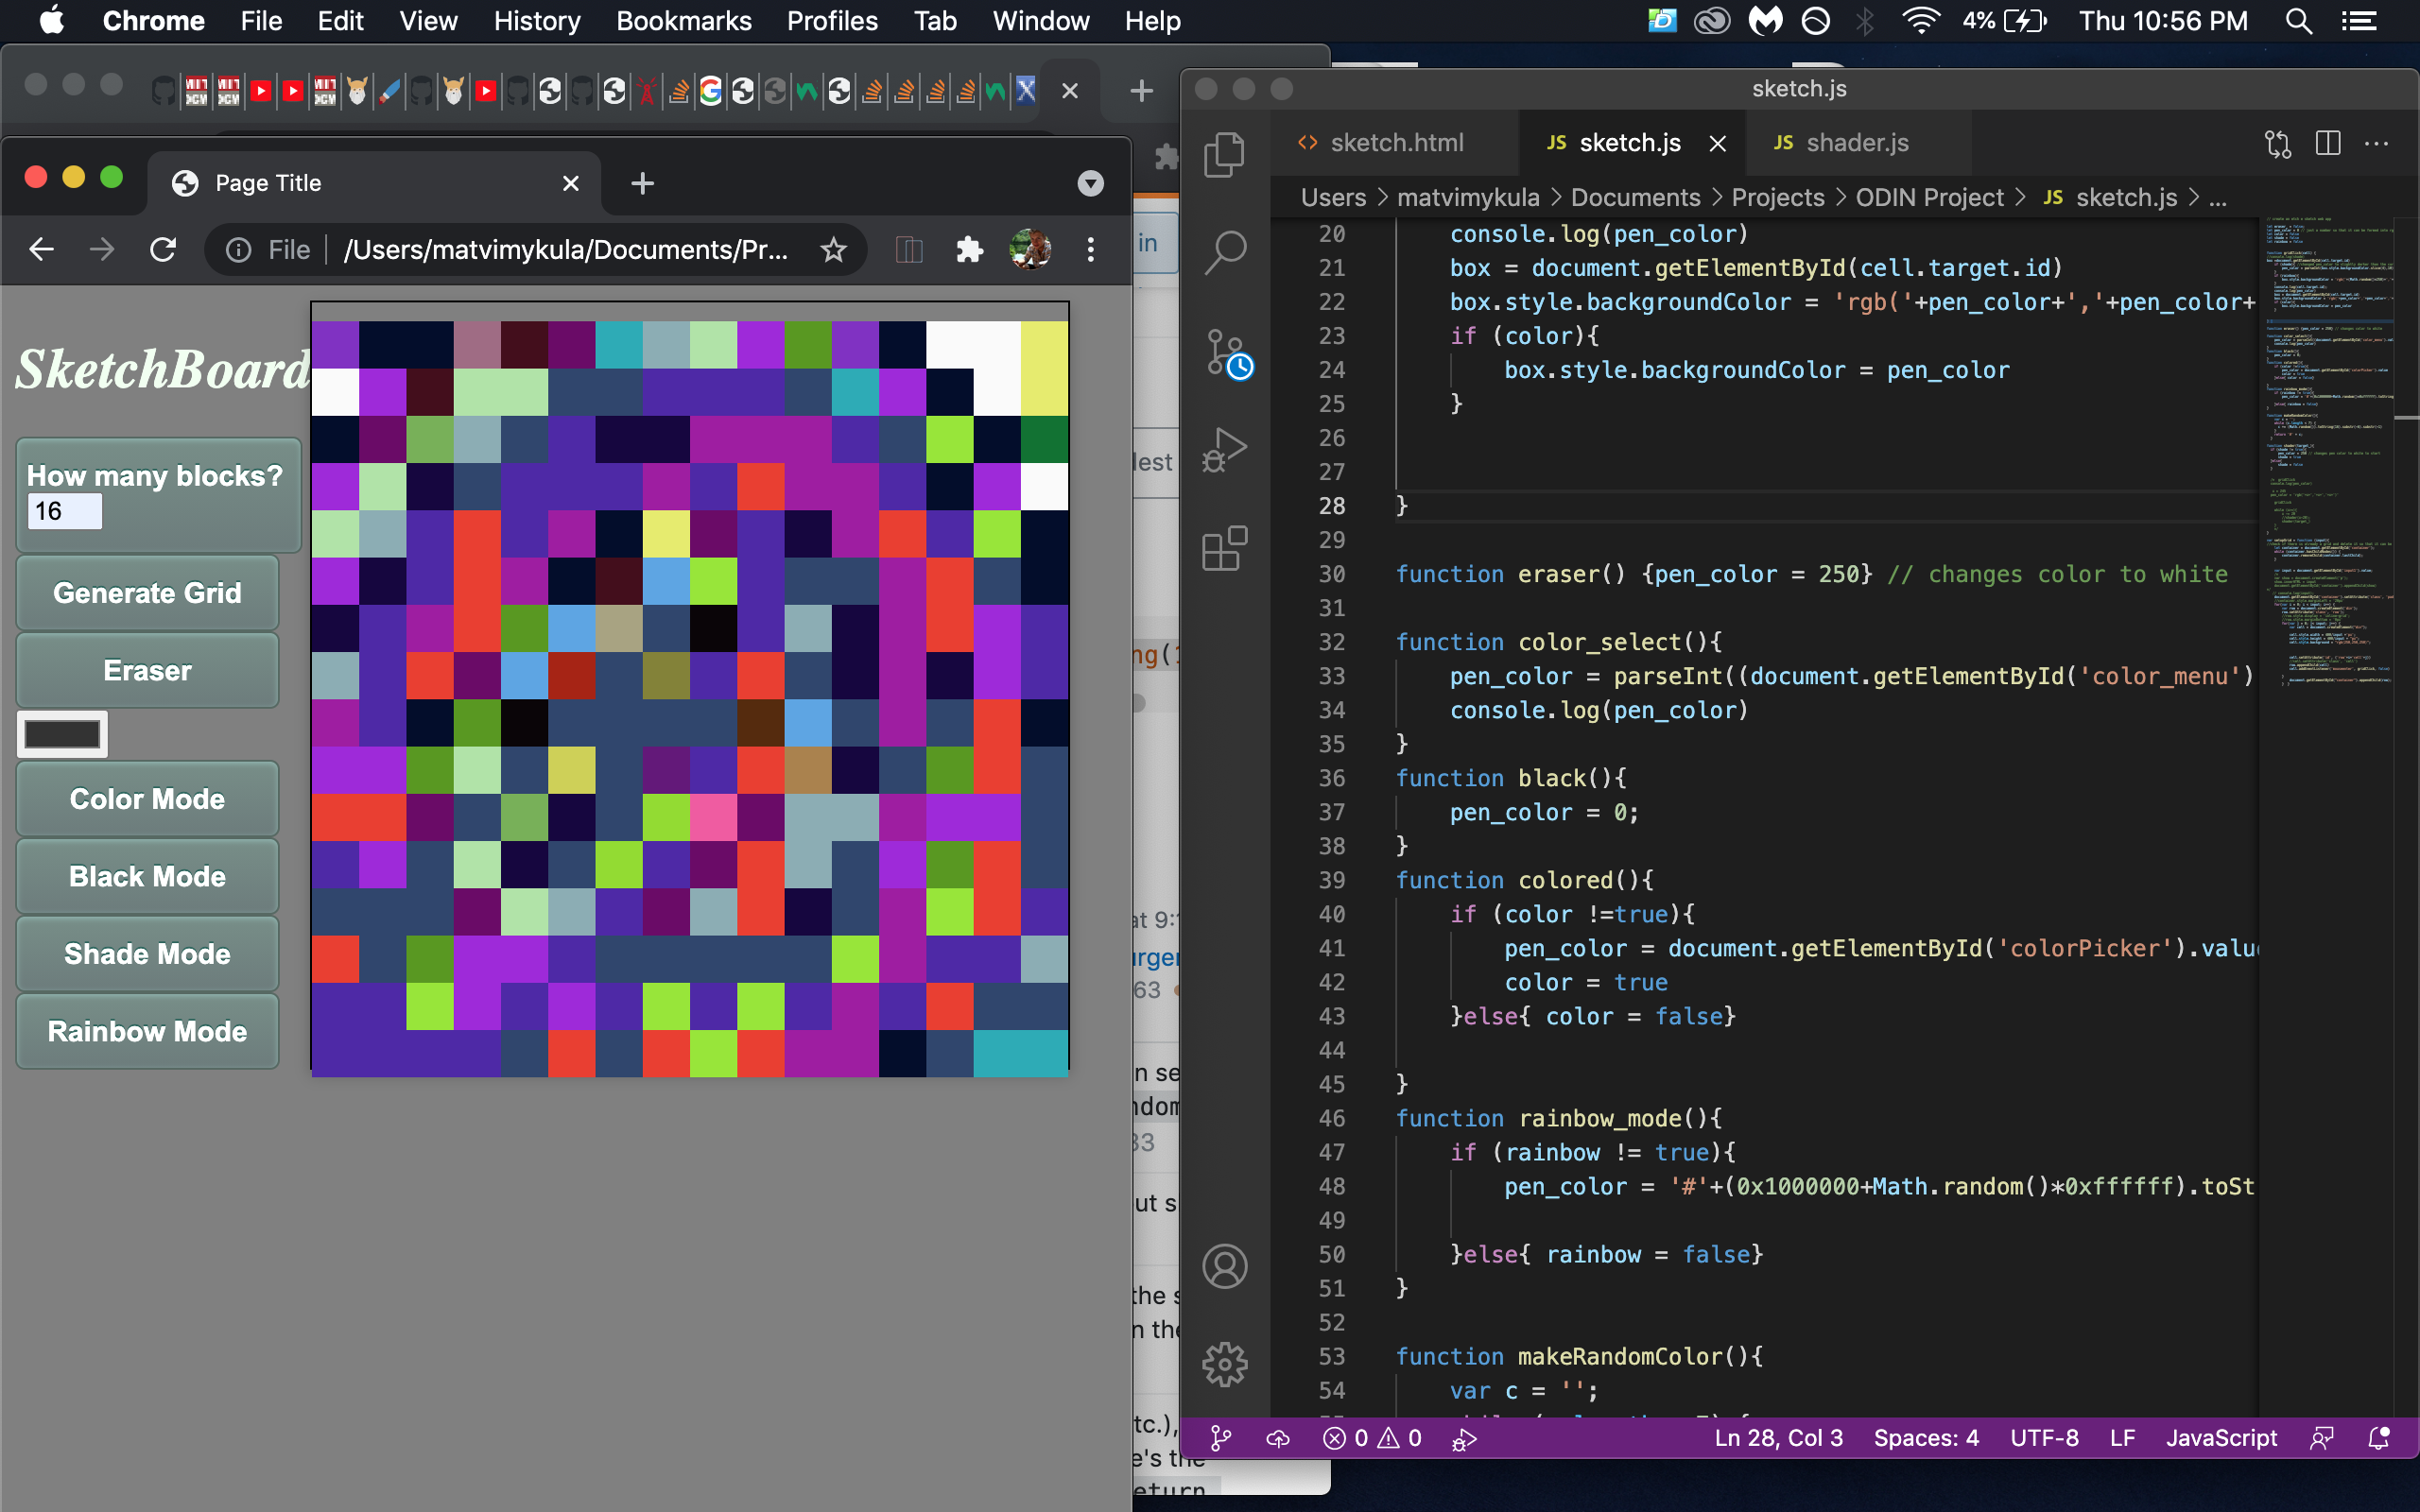 Chrome File Edit View History Bookmarks Profiles Tab Window Help
4% Thu 10:56 PM
Page Title
File /Users/matvimykula/Documents/Pr...
SketchBoard
How many blocks?
16
Generate Grid
Eraser
Color Mode
Black Mode
Shade Mode
Rainbow Mode
in
lest
ng(
at 9:
urger
63
n se
ndom
33
ut s
the s
n the
tc.),
e's the
eturn
sketch.js
sketch.html
JS sketch.js
JS shader.js
Users > matvimykula > Documents > Projects > ODIN Project > JS sketch.js > ...
20 console.log(pen_color)
21 box = document.getElementById(cell.target.id)
22 box.style.backgroundColor = 'rgb('+pen_color+','+pen_color+
23 if (color){
24 box.style.backgroundColor = pen_color
25 }
26
27
28 }
29
30 function eraser() {pen_color = 250} // changes color to white
31
32 function color_select(){
33 pen_color = parseInt((document.getElementById('color_menu')
34 console.log(pen_color)
35 }
36 function black(){
37 pen_color = 0;
38 }
39 function colored(){
40 if (color !=true){
41 pen_color = document.getElementById('colorPicker').valu
42 color = true
43 }else{ color = false}
44
45 }
46 function rainbow_mode(){
47 if (rainbow != true){
48 pen_color = '#'+(0x1000000+Math.random()*0xffffff).toSt
49
50 }else{ rainbow = false}
51 }
52
53 function makeRandomColor(){
54 var c = '';
0 0 Ln 28, Col 3 Spaces: 4 UTF-8 LF JavaScript